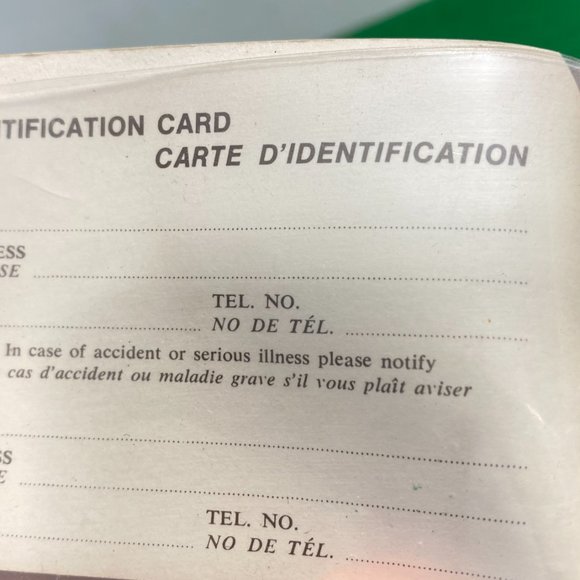 TIFICATION CARD
CARTE D'IDENTIFICATION
ESS
SE
TEL. NO.
NO DE TÉL.
In case of accident or serious illness please notify
cas d'accident ou maladie grave s'il vous plaît aviser
SS
E
TEL. NO.
NO DE TÉL.